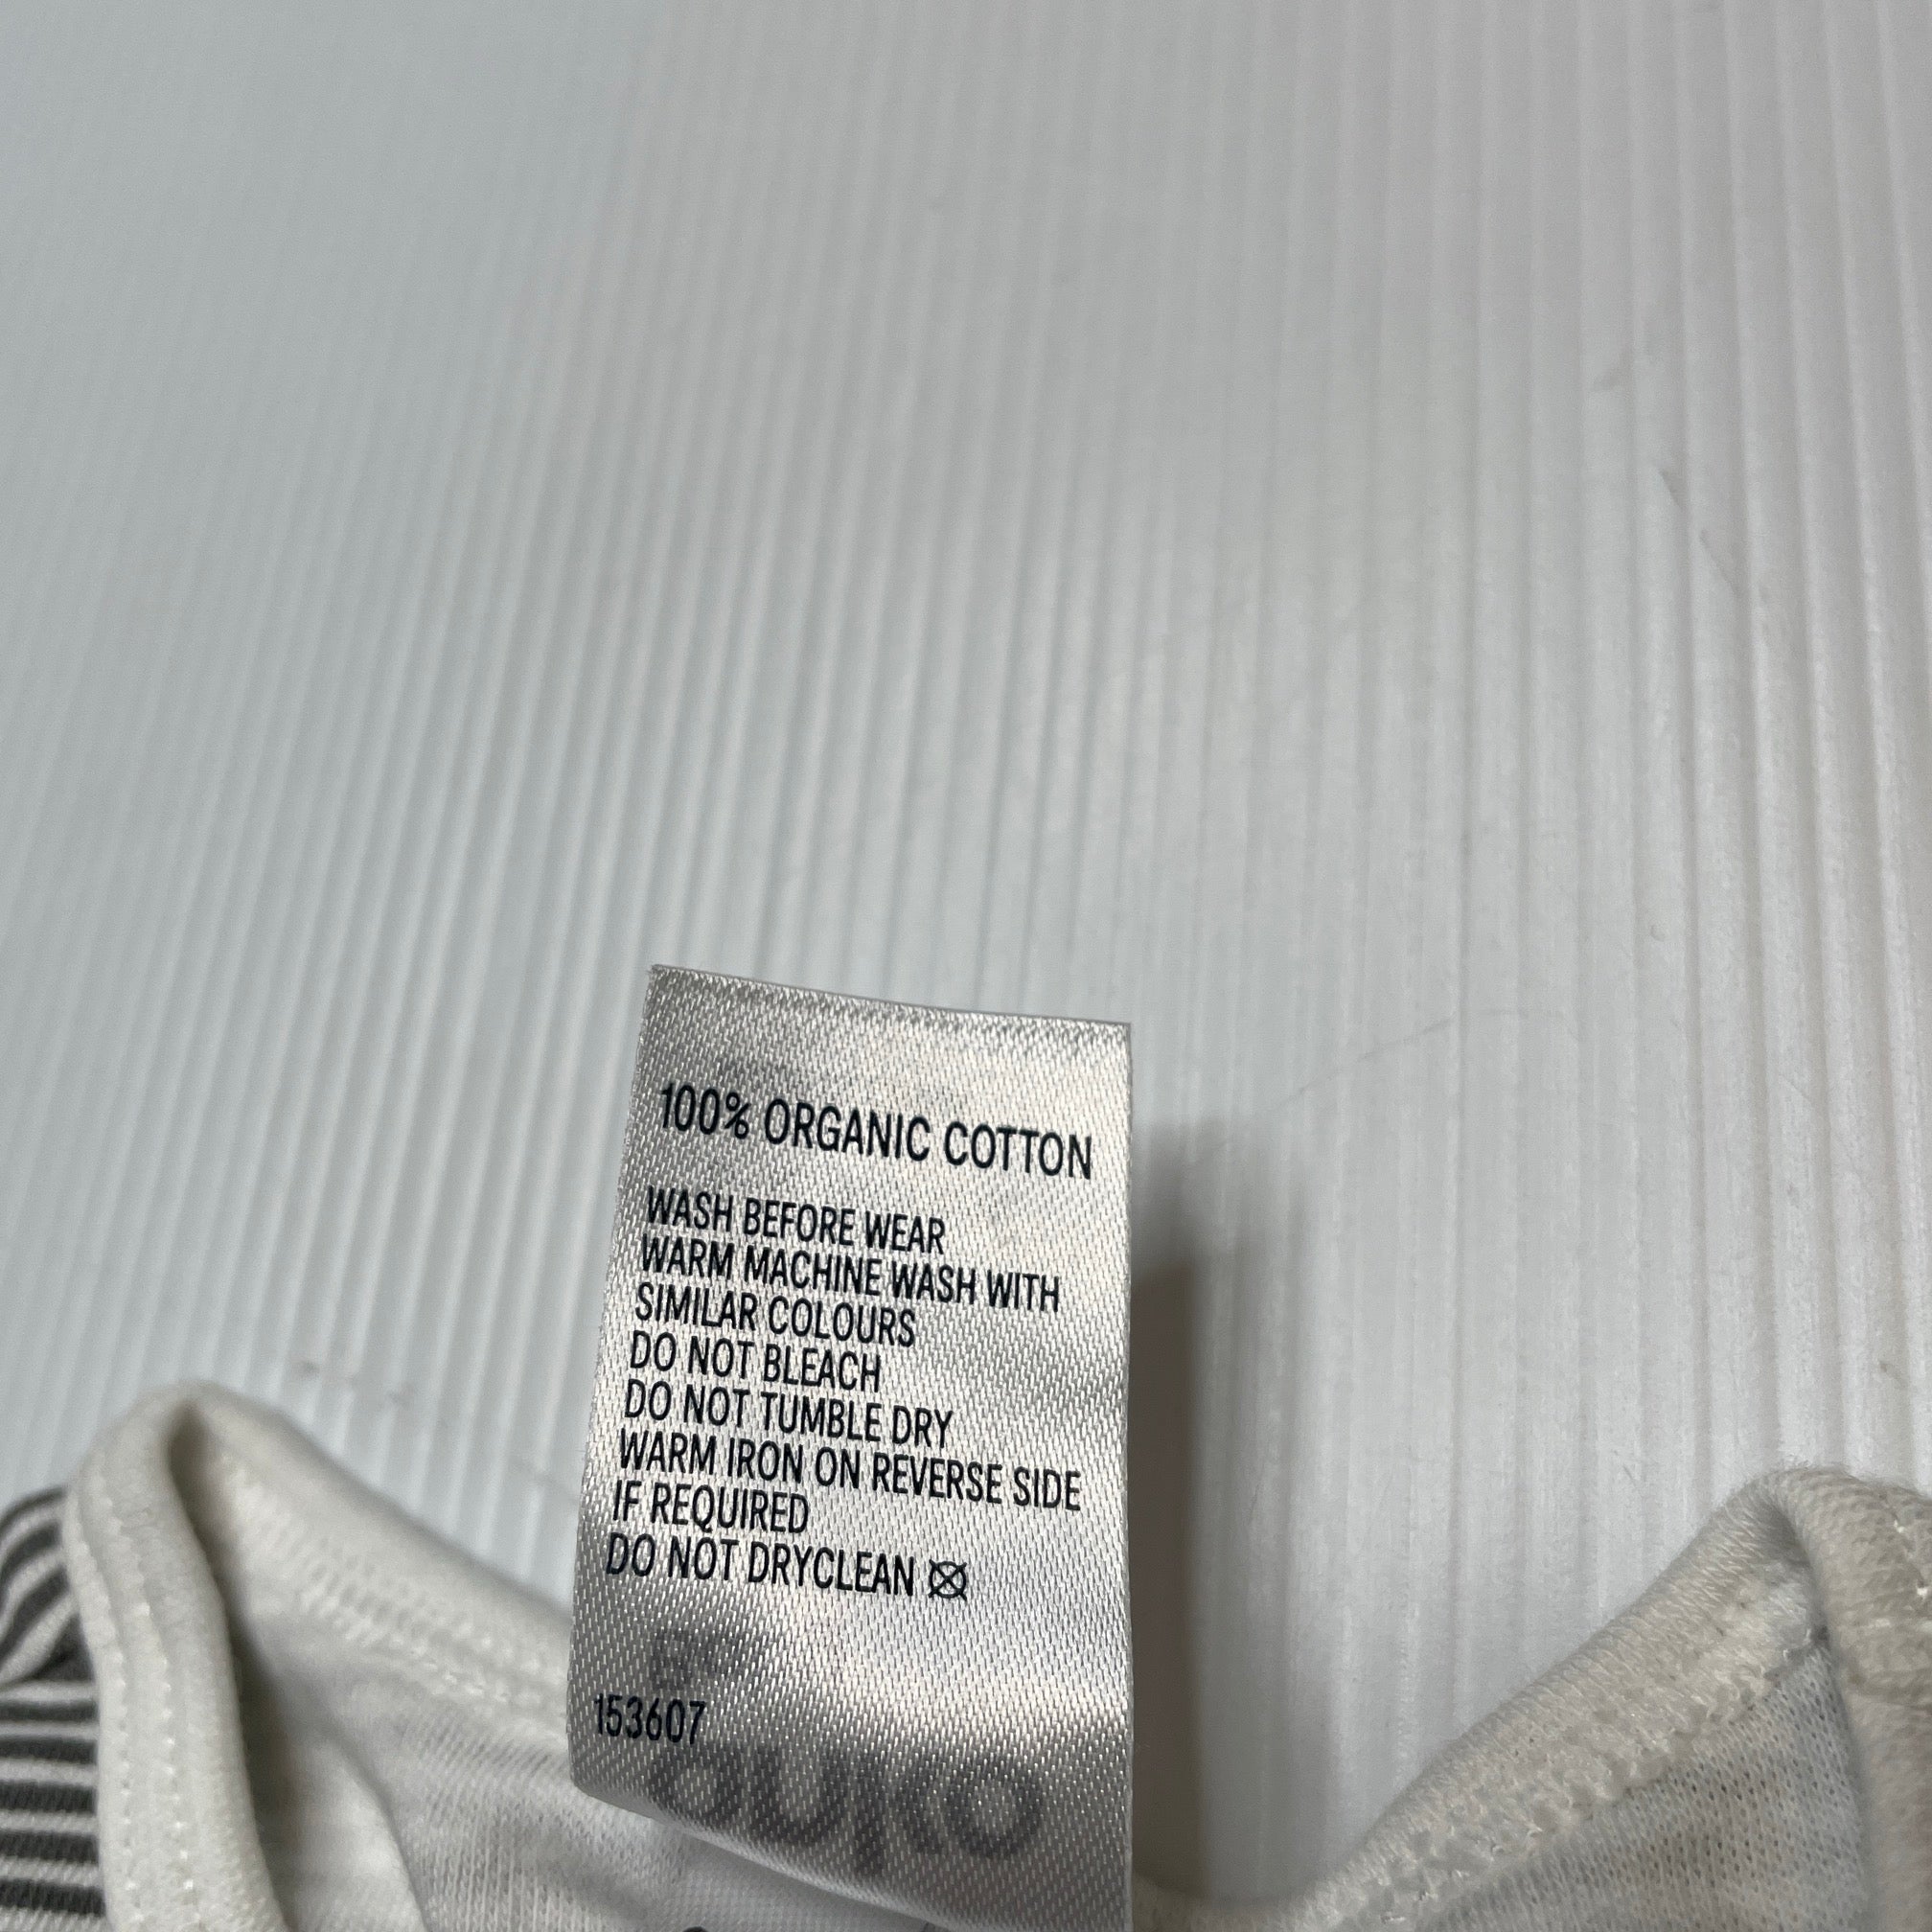 100% ORGANIC COTTON
WASH BEFORE WEAR
WARM MACHINE WASH WITH
SIMILAR COLOURS
DO NOT BLEACH
DO NOT TUMBLE DRY
WARM IRON ON REVERSE SIDE
IF REQUIRED
DO NOT DRYCLEAN
153607